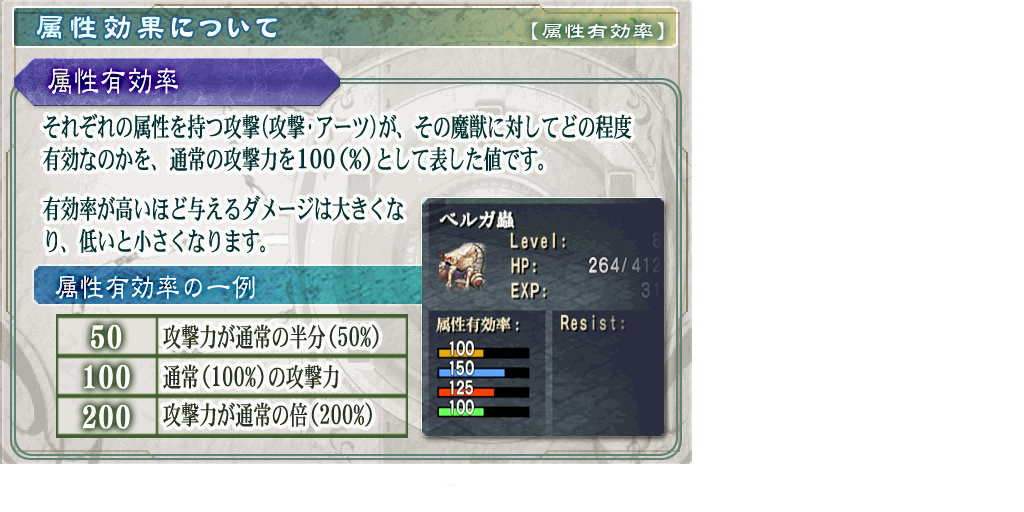 属性効果について
【属性有効率】
属性有効率
それぞれの属性を持つ攻撃(攻撃・アーツ)が、その魔獣に対してどの程度
有効なのかを、通常の攻撃力を100(%)として表した値です。
有効率が高いほど与えるダメージは大きくな
り、低いと小さくなります。
属性有効率の一例
50 攻撃力が通常の半分(50%)
100 通常(100%)の攻撃力
200 攻撃力が通常の倍(200%)
ベルガ蟲
Level: 8
HP: 264/412
EXP: 31
属性有効率:
Resist:
100
150
125
100